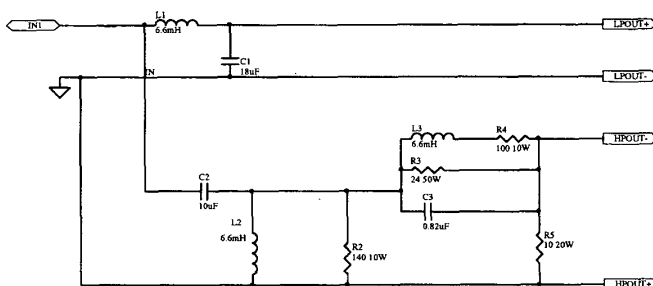 L1
IN1
6.6mH
LPOUT+
C1
18uF
IN
LPOUT-
L3
6.6mH
R4
100 10W
HPOUT-
R3
24 50W
C2
10uF
C3
0.82uF
L2
6.6mH
R2
140 10W
R5
10 20W
HPOUT+